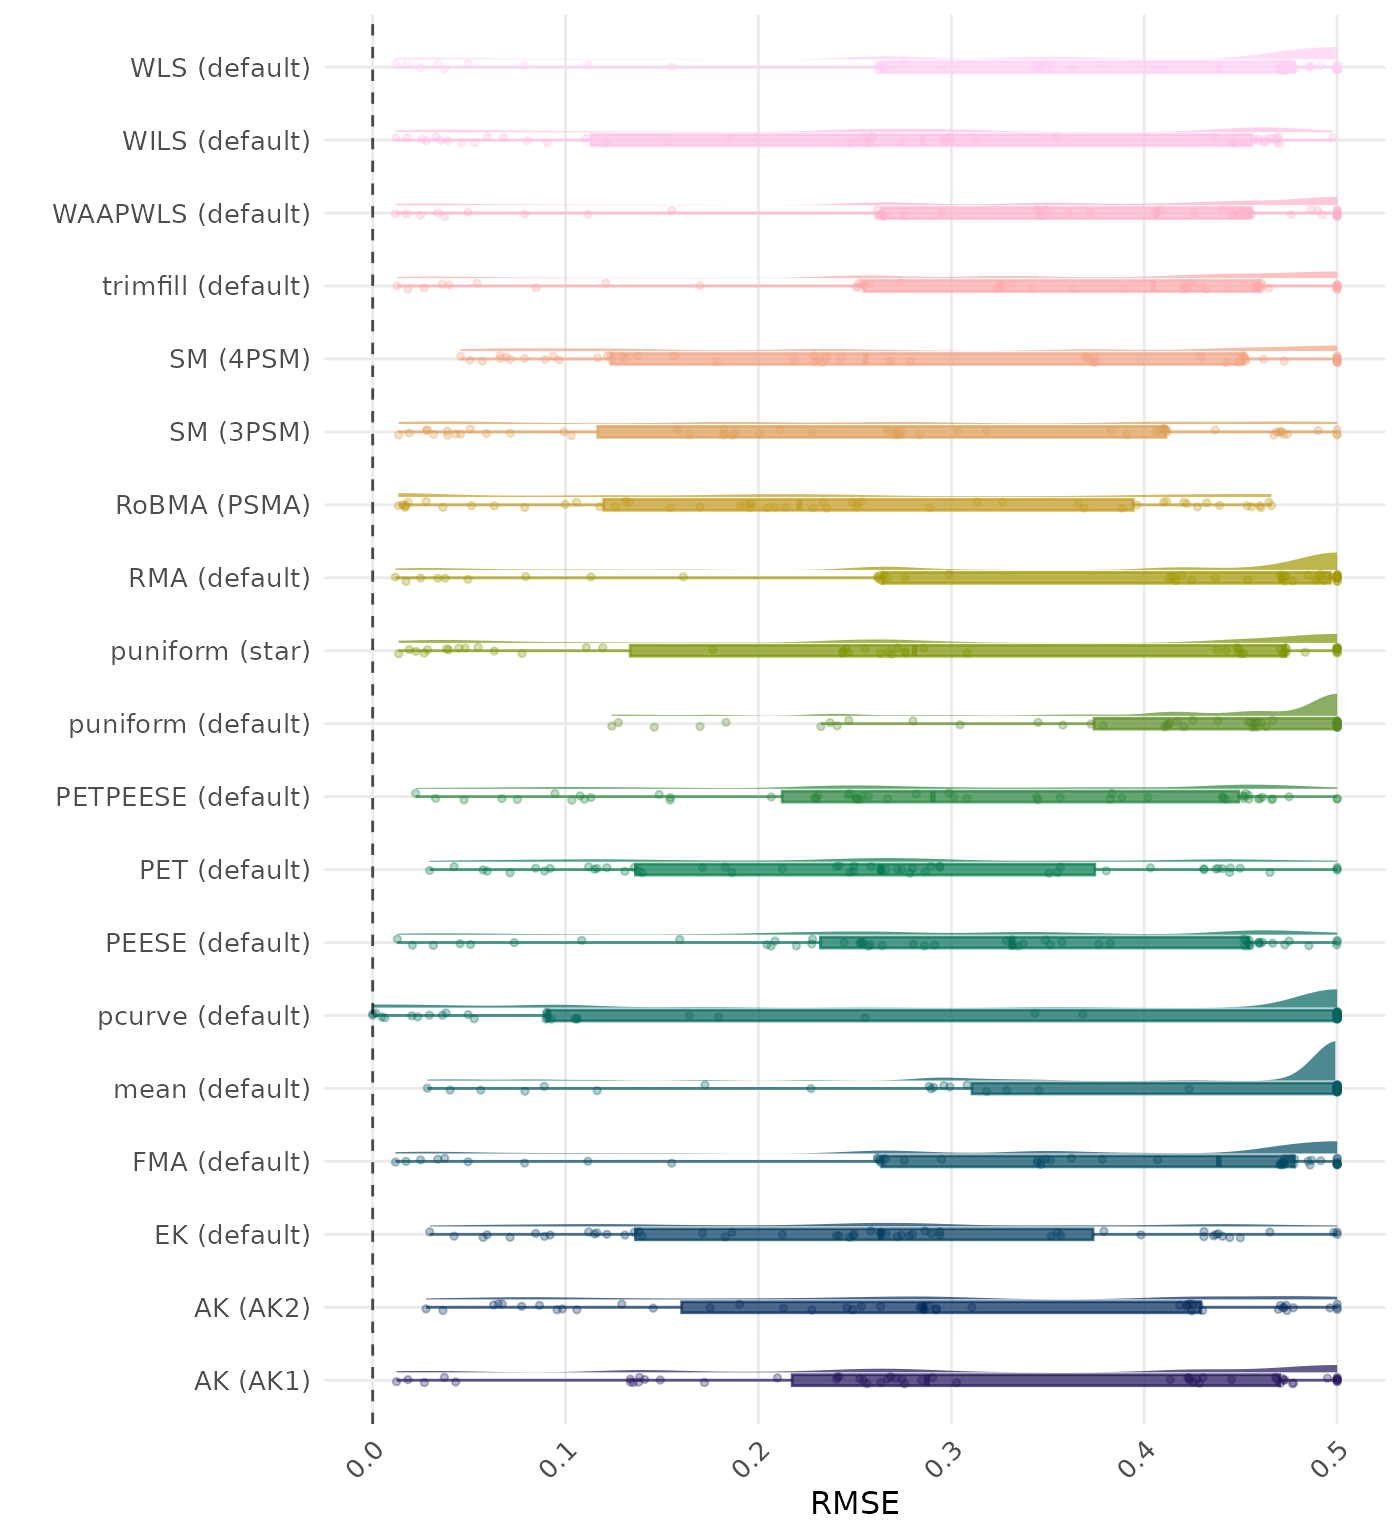 WLS (default)
WILS (default)
WAAPWLS (default)
trimfill (default)
SM (4PSM)
SM (3PSM)
RoBMA (PSMA)
RMA (default)
puniform (star)
puniform (default)
PETPEESE (default)
PET (default)
PEESE (default)
pcurve (default)
mean (default)
FMA (default)
EK (default)
AK (AK2)
AK (AK1)
0.0 0.1 0.2 0.3 0.4 0.5
RMSE